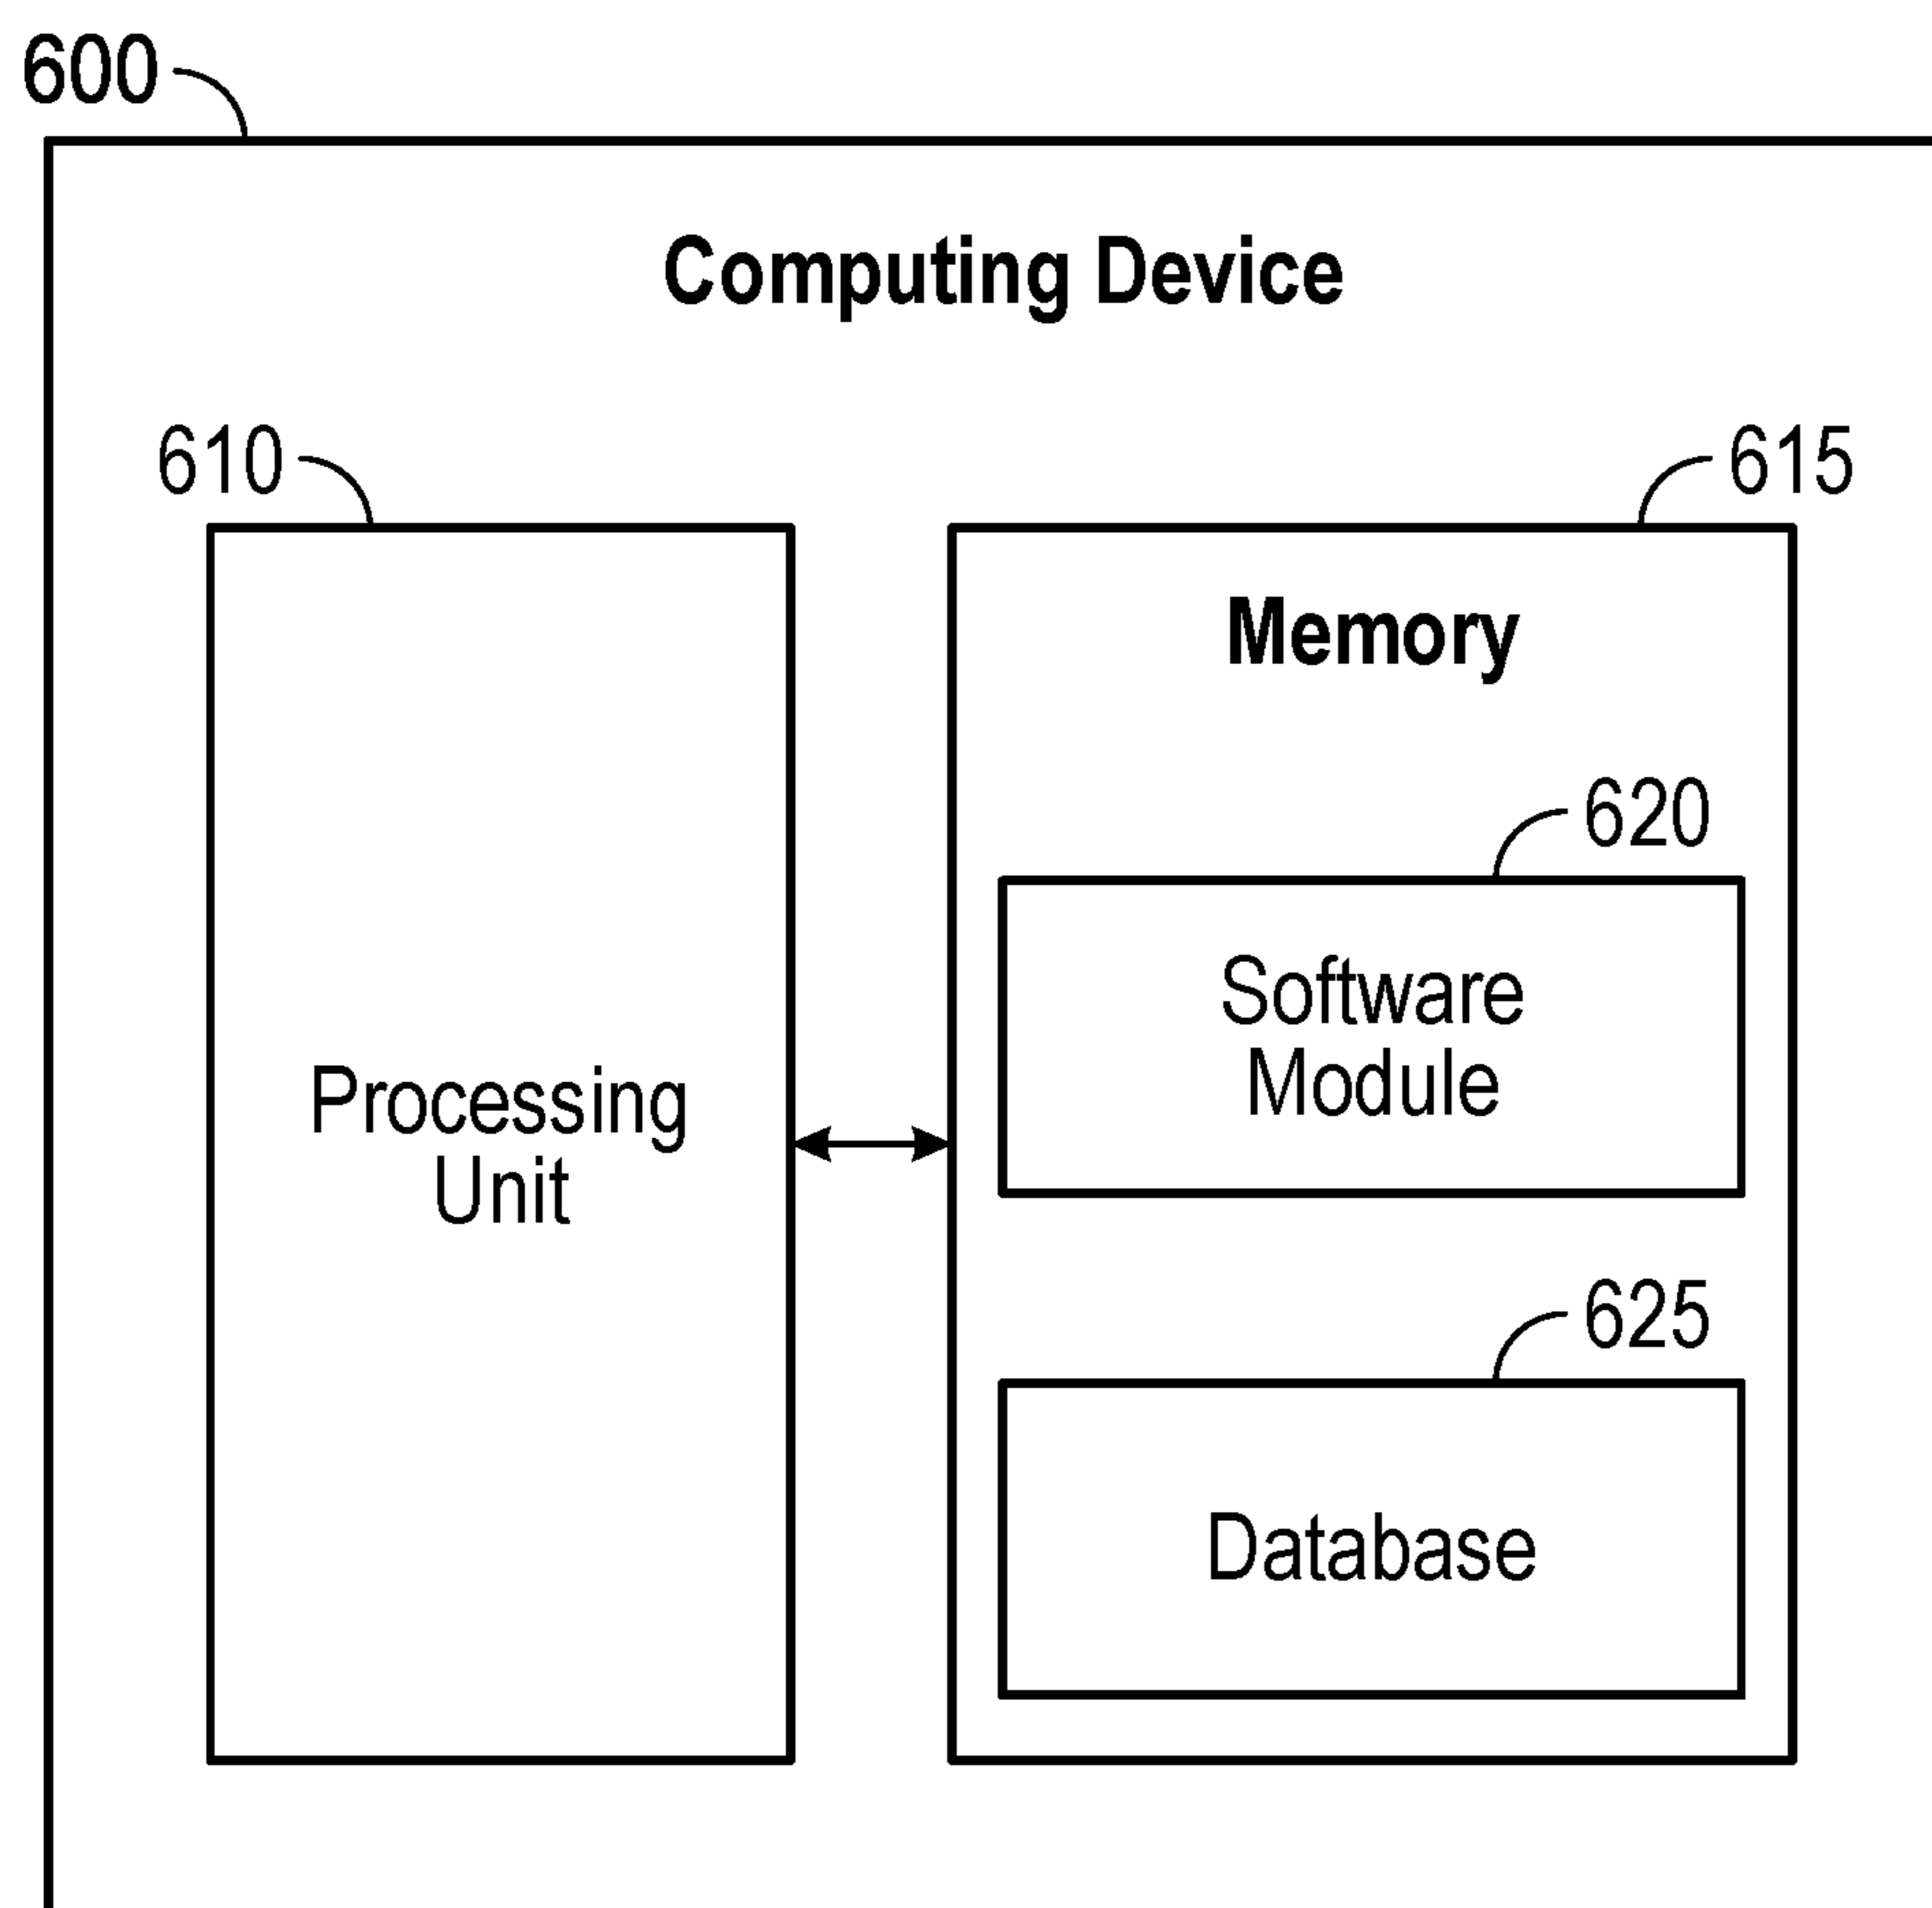 600
Computing Device
610
615
Memory
620
Software
Module
Processing
Unit
625
Database